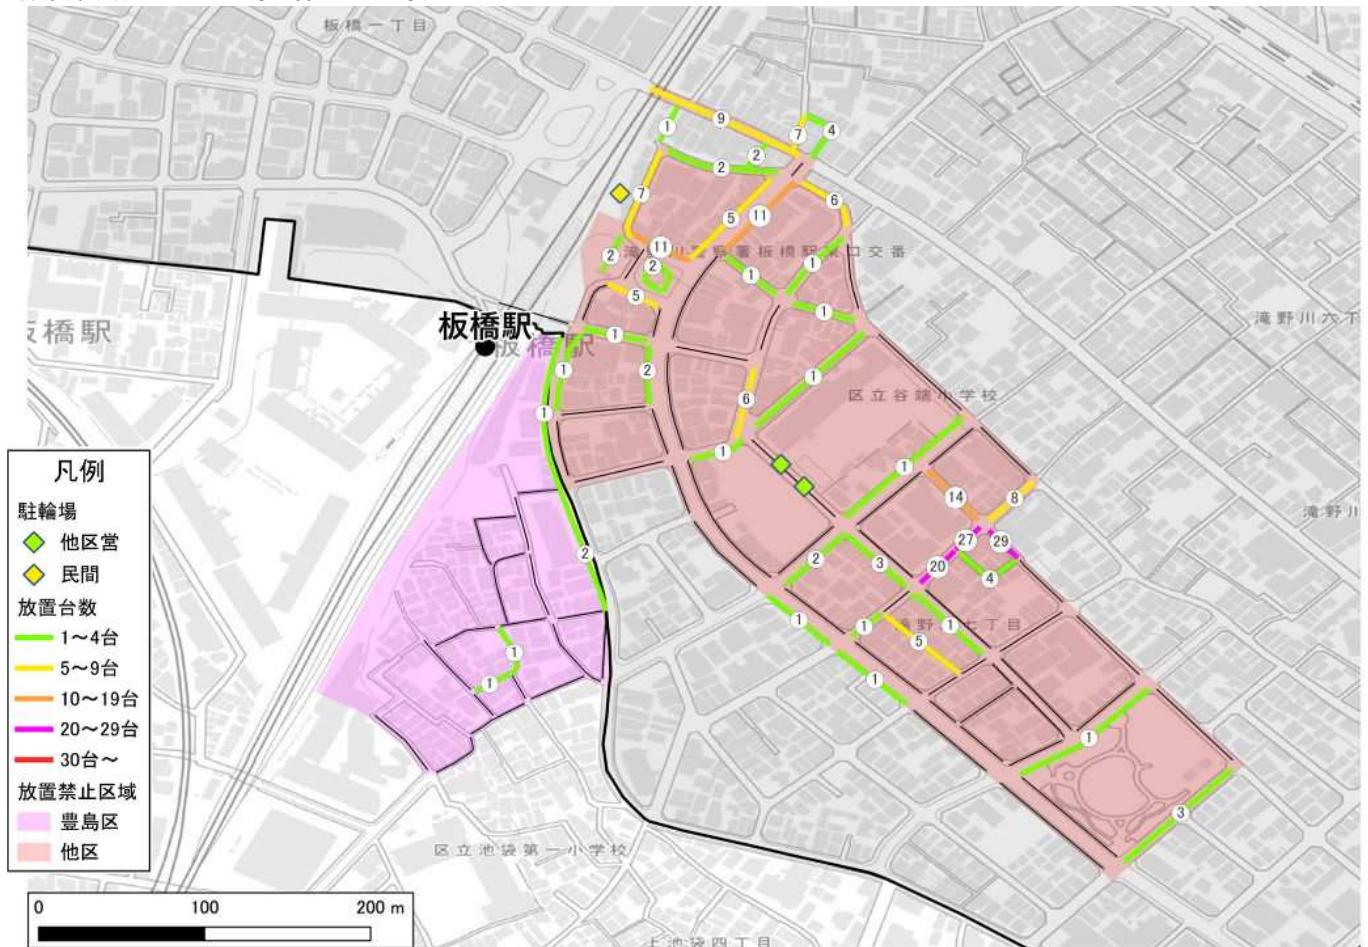 板橋一丁目
9
1
7
4
2
2
7
6
5
11
11
滝野川警察署板橋駅東口交番
2
2
1
1
5
1
滝野川六丁
板橋駅
板橋駅
板橋駅
1
1
2
1
1
6
区立谷端小学校
1
1
1
14
8
滝野川
27
29
20
2
2
3
4
1
1
1
5
滝野川七丁目
1
1
1
1
3
区立池袋第一小学校
上池袋四丁目
凡例
駐輪場
他区営
民間
放置台数
1～4台
5～9台
10～19台
20～29台
30台～
放置禁止区域
豊島区
他区
0 100 200 m